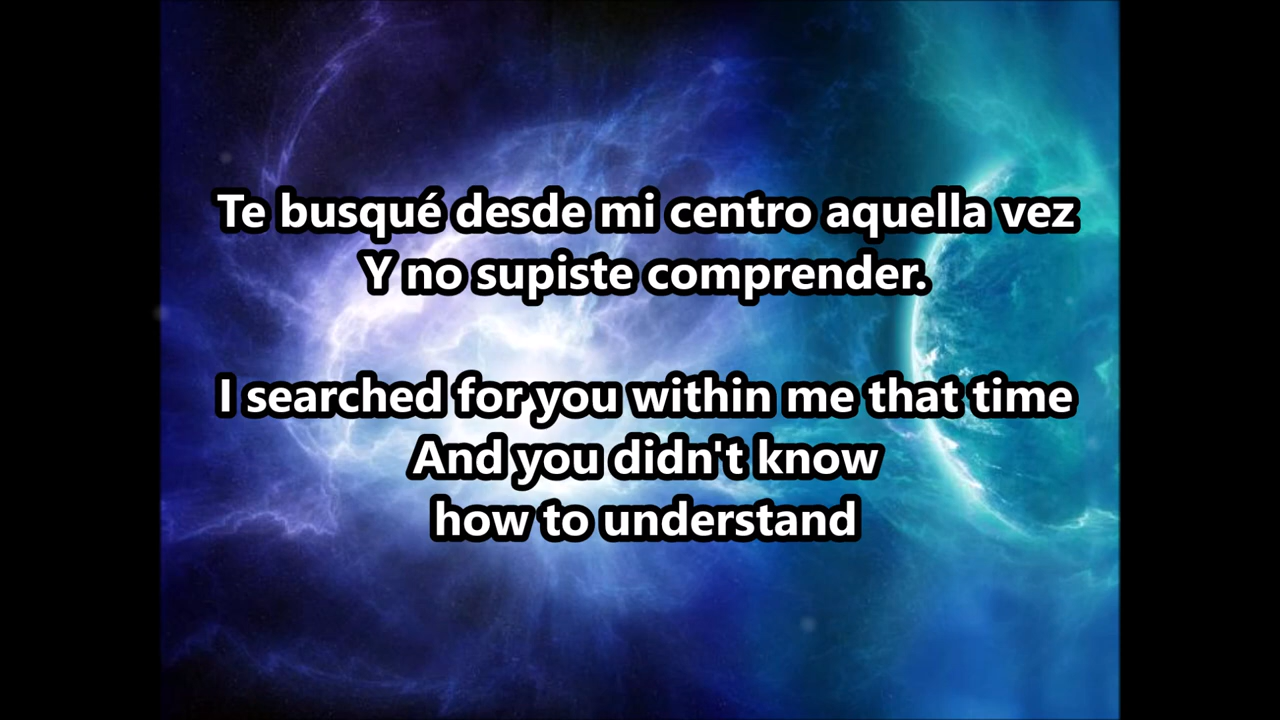 Te busqué desde mi centro aquella vez
Y no supiste comprender.
I searched for you within me that time
And you didn't know
how to understand